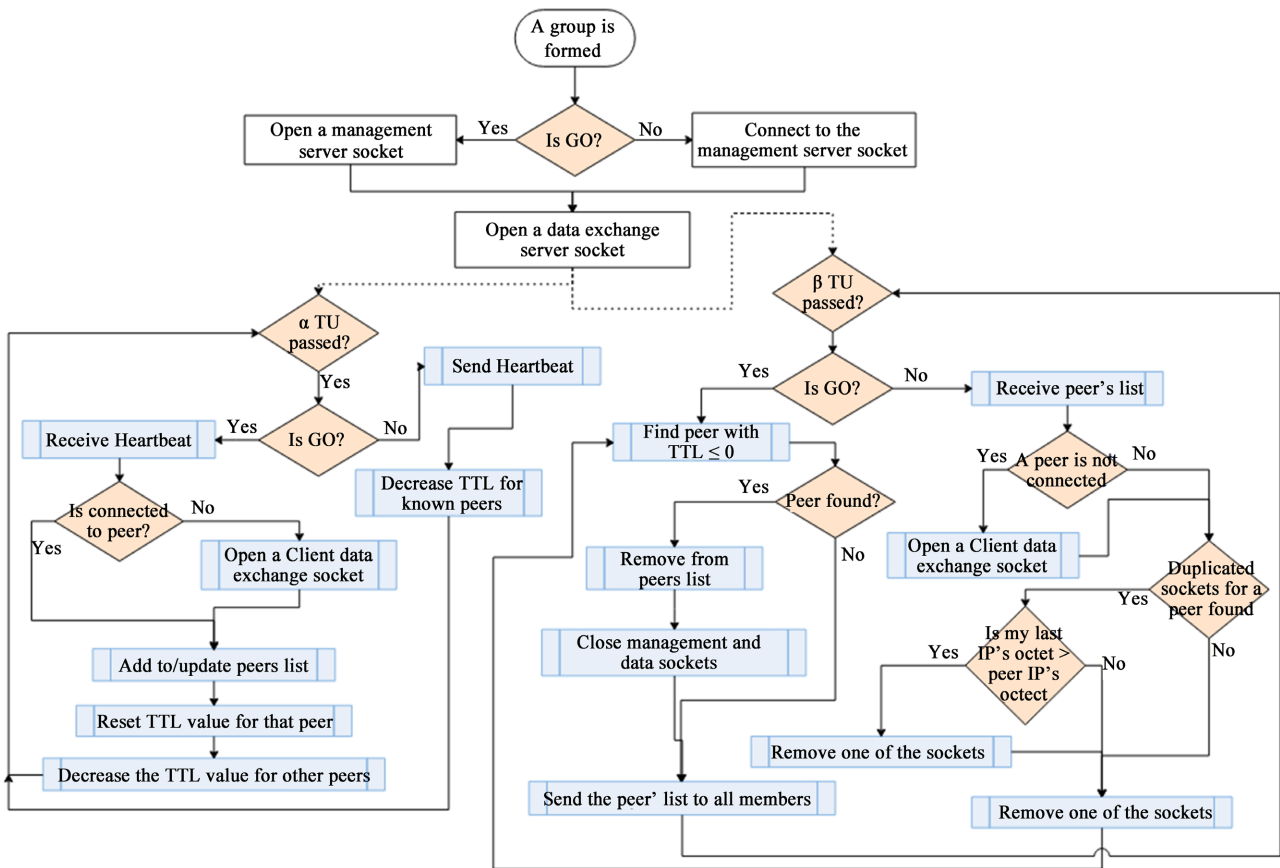 A group is
formed
Is GO?
Yes
No
Open a management
server socket
Connect to the
management server socket
Open a data exchange
server socket
α TU
passed?
Yes
Is GO?
Yes
No
Send Heartbeat
Decrease TTL for
known peers
Receive Heartbeat
Is connected
to peer?
No
Yes
Open a Client data
exchange socket
Add to/update peers list
Reset TTL value for that peer
Decrease the TTL value for other peers
β TU
passed?
Is GO?
Yes
No
Find peer with
TTL ≤ 0
Peer found?
Yes
No
Remove from
peers list
Close management and
data sockets
Send the peer' list to all members
Receive peer's list
A peer is not
connected
Yes
No
Open a Client data
exchange socket
Duplicated
sockets for a
peer found
Yes
No
Is my last
IP's octet >
peer IP's
octect
Yes
No
Remove one of the sockets
Remove one of the sockets